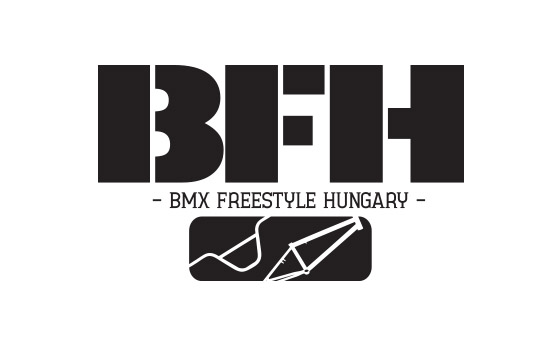 BFH
- BMX FREESTYLE HUNGARY -